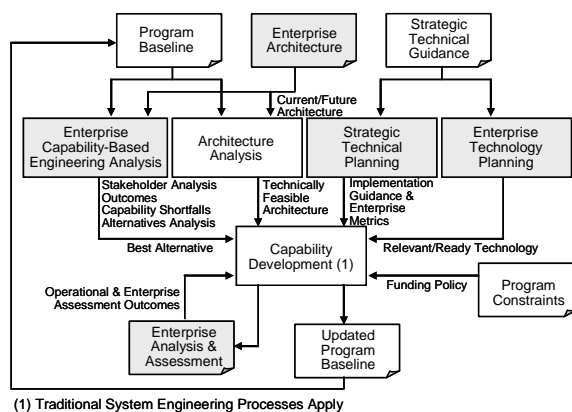 Program
Baseline
Enterprise
Architecture
Strategic
Technical
Guidance
Current/Future
Architecture
Enterprise
Capability-Based
Engineering Analysis
Architecture
Analysis
Strategic
Technical
Planning
Enterprise
Technology
Planning
Stakeholder Analysis
Outcomes
Capability Shortfalls
Alternatives Analysis
Technically
Feasible
Architecture
Implementation
Guidance &
Enterprise
Metrics
Best Alternative
Capability
Development (1)
Relevant/Ready Technology
Operational & Enterprise
Assessment Outcomes
Funding Policy
Program
Constraints
Enterprise
Analysis &
Assessment
Updated
Program
Baseline
(1) Traditional System Engineering Processes Apply